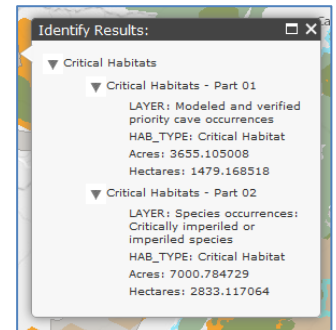 Identify Results:
Critical Habitats
Critical Habitats - Part 01
LAYER: Modeled and verified
priority cave occurrences
HAB_TYPE: Critical Habitat
Acres: 3655.105008
Hectares: 1479.168518
Critical Habitats - Part 02
LAYER: Species occurrences:
Critically imperiled or
imperiled species
HAB_TYPE: Critical Habitat
Acres: 7000.784729
Hectares: 2833.117064